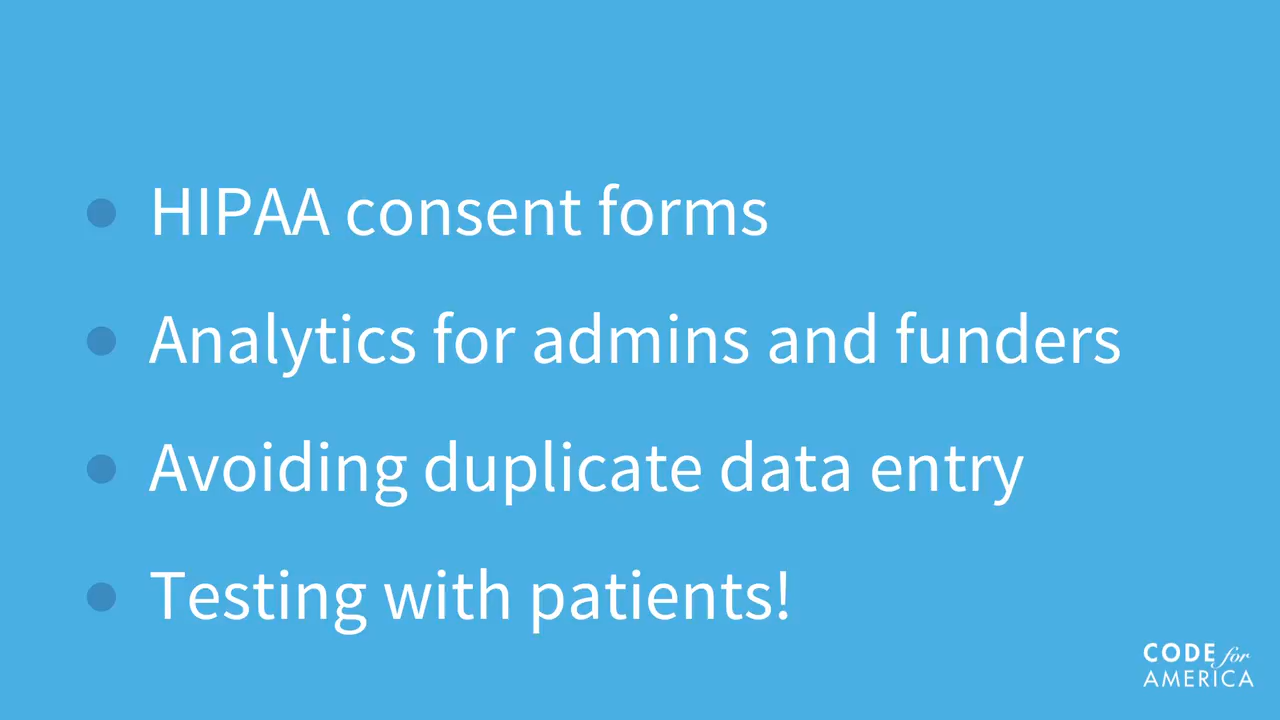 HIPAA consent forms
Analytics for admins and funders
Avoiding duplicate data entry
Testing with patients!
CODE for
AMERICA